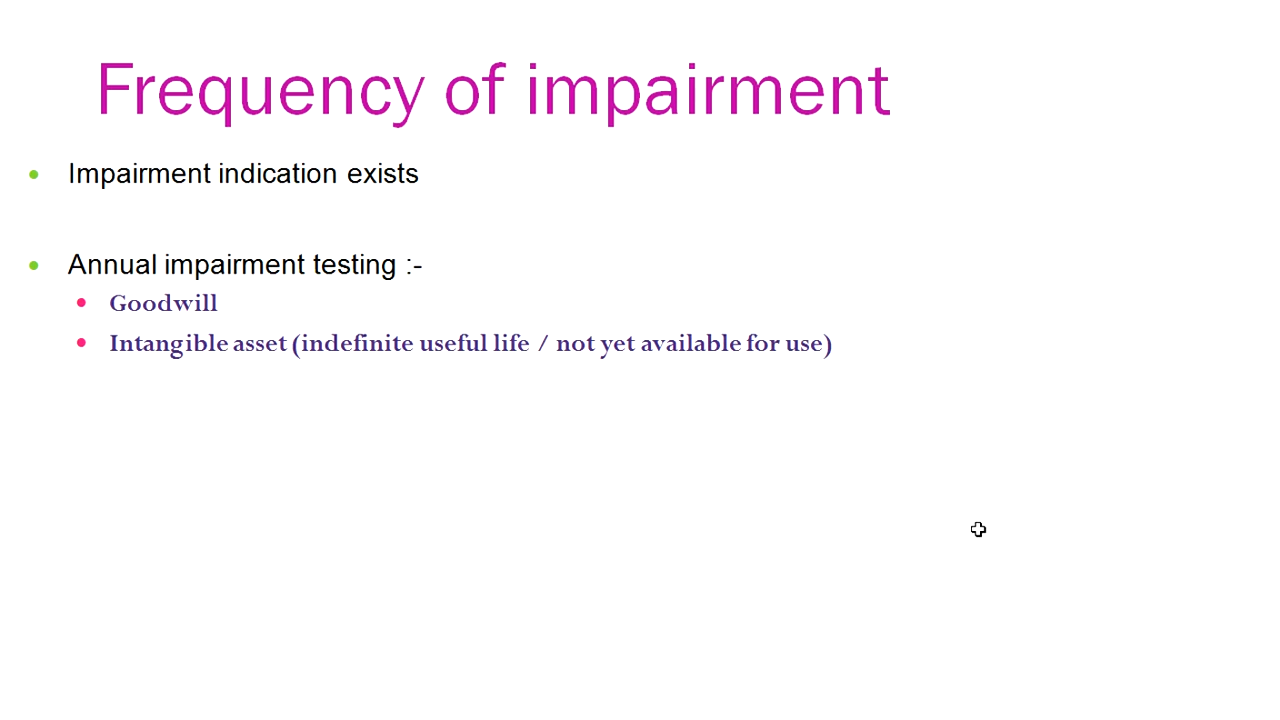 Frequency of impairment
• Impairment indication exists
• Annual impairment testing :-
• Goodwill
• Intangible asset (indefinite useful life / not yet available for use)